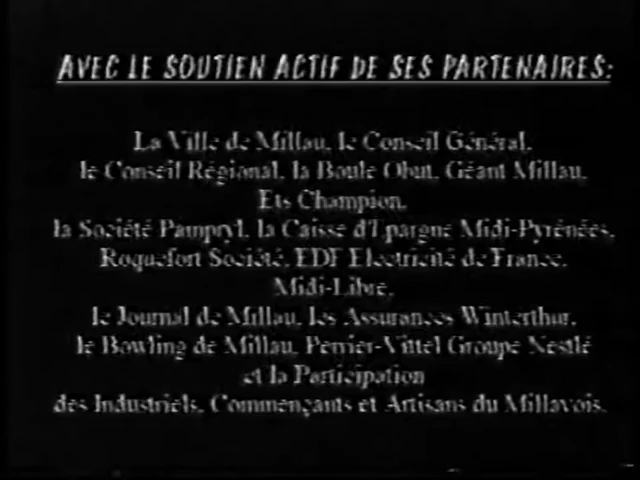 AVEC LE SOUTIEN ACTIF DE SES PARTENAIRES:
La Ville de Millau, le Conseil Général,
le Conseil Régional, la Boule Obut, Géant Millau,
Ets Champion,
la Société Pampryl, la Caisse d'Epargne Midi-Pyrénées,
Roquefort Société, EDF Electricité de France,
Midi-Libre,
le Journal de Millau, les Assurances Winterthur,
le Bowling de Millau, Perrier-Vittel Groupe Nestlé
et la Participation
des Industriels, Commençants et Artisans du Millavois.